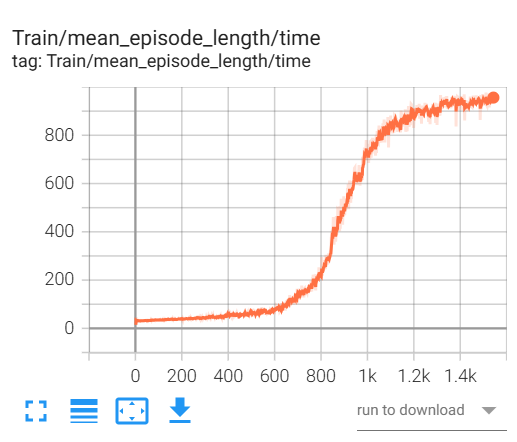 Train/mean_episode_length/time
tag: Train/mean_episode_length/time
800
600
400
200
0
0 200 400 600 800 1k 1.2k 1.4k
run to download